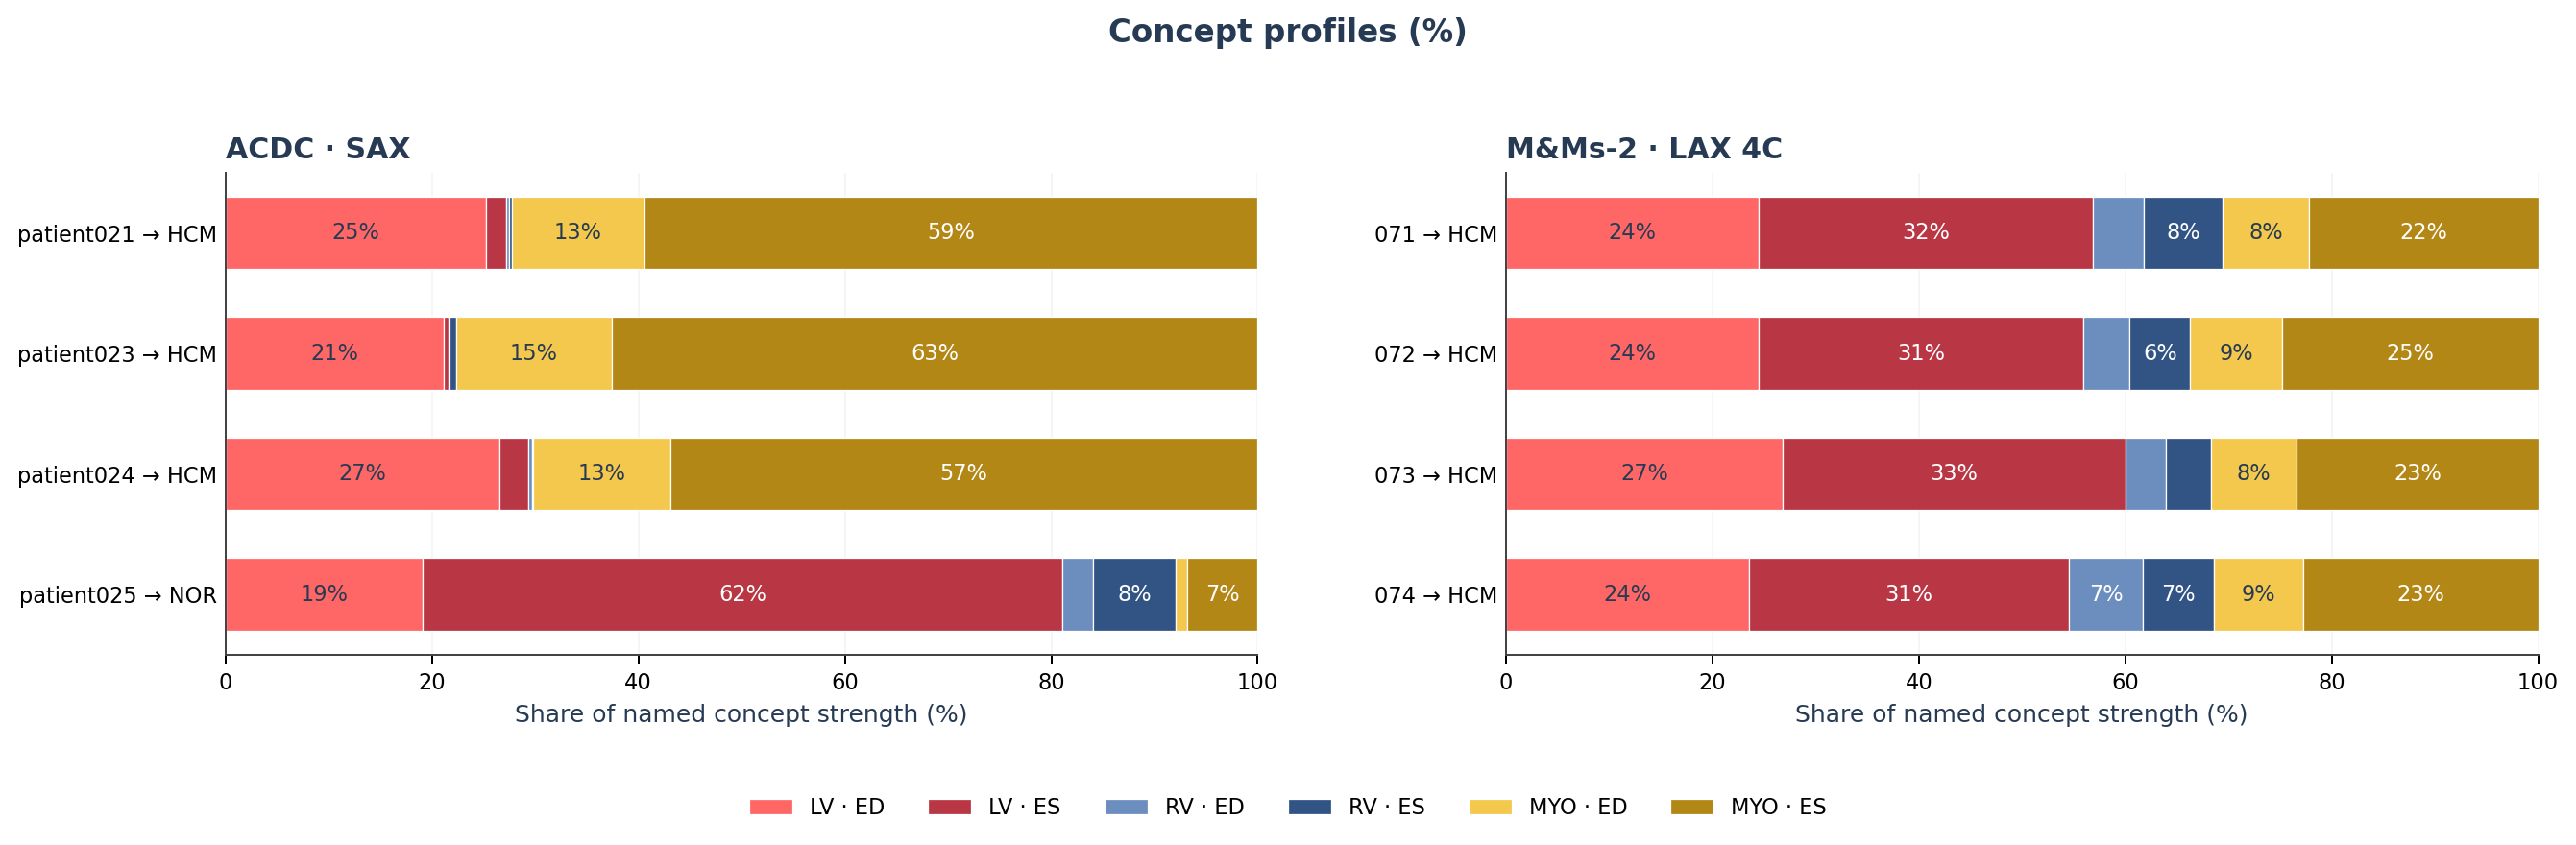 Concept profiles (%)
ACDC · SAX
patient021 → HCM
25%
13%
59%
patient023 → HCM
21%
15%
63%
patient024 → HCM
27%
13%
57%
patient025 → NOR
19%
62%
8%
7%
0 20 40 60 80 100
Share of named concept strength (%)
M&Ms-2 · LAX 4C
071 → HCM
24%
32%
8%
8%
22%
072 → HCM
24%
31%
6%
9%
25%
073 → HCM
27%
33%
8%
23%
074 → HCM
24%
31%
7%
7%
9%
23%
0 20 40 60 80 100
Share of named concept strength (%)
LV · ED LV · ES RV · ED RV · ES MYO · ED MYO · ES